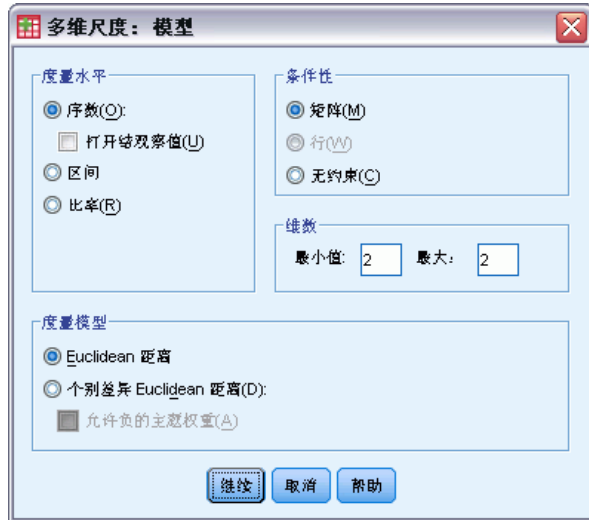 多维尺度: 模型
度量水平
序数(O):
打开结观察值(U)
区间
比率(R)
条件性
矩阵(M)
行(W)
无约束(C)
维数
最小值: 2 最大: 2
度量模型
Euclidean 距离
个别差异 Euclidean 距离(D):
允许负的主题权重(A)
继续 取消 帮助